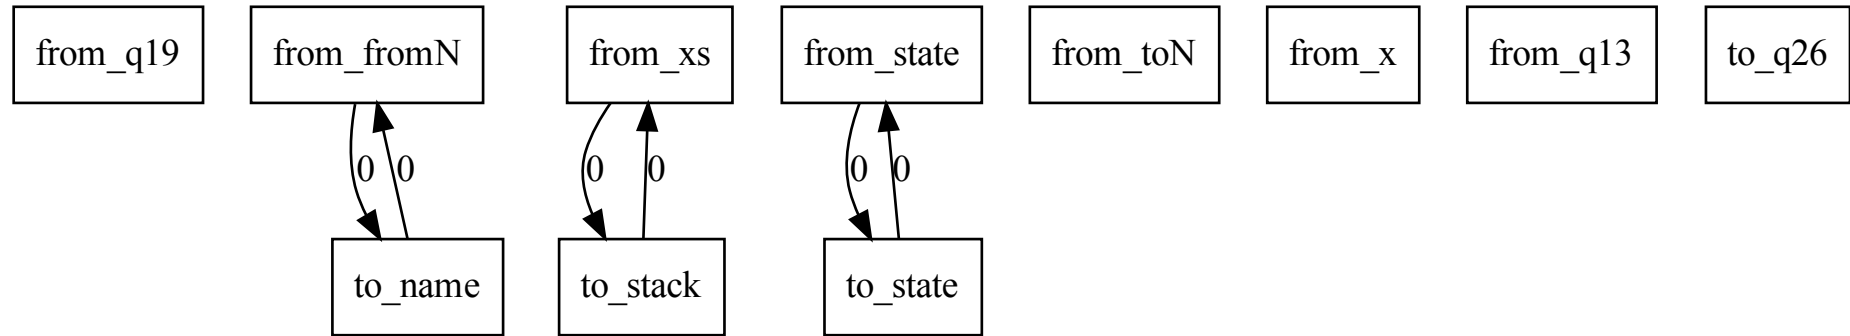 from_q19 from_fromN from_xs from_state from_toN from_x from_q13 to_q26
0 0 0 0 0 0
to_name to_stack to_state